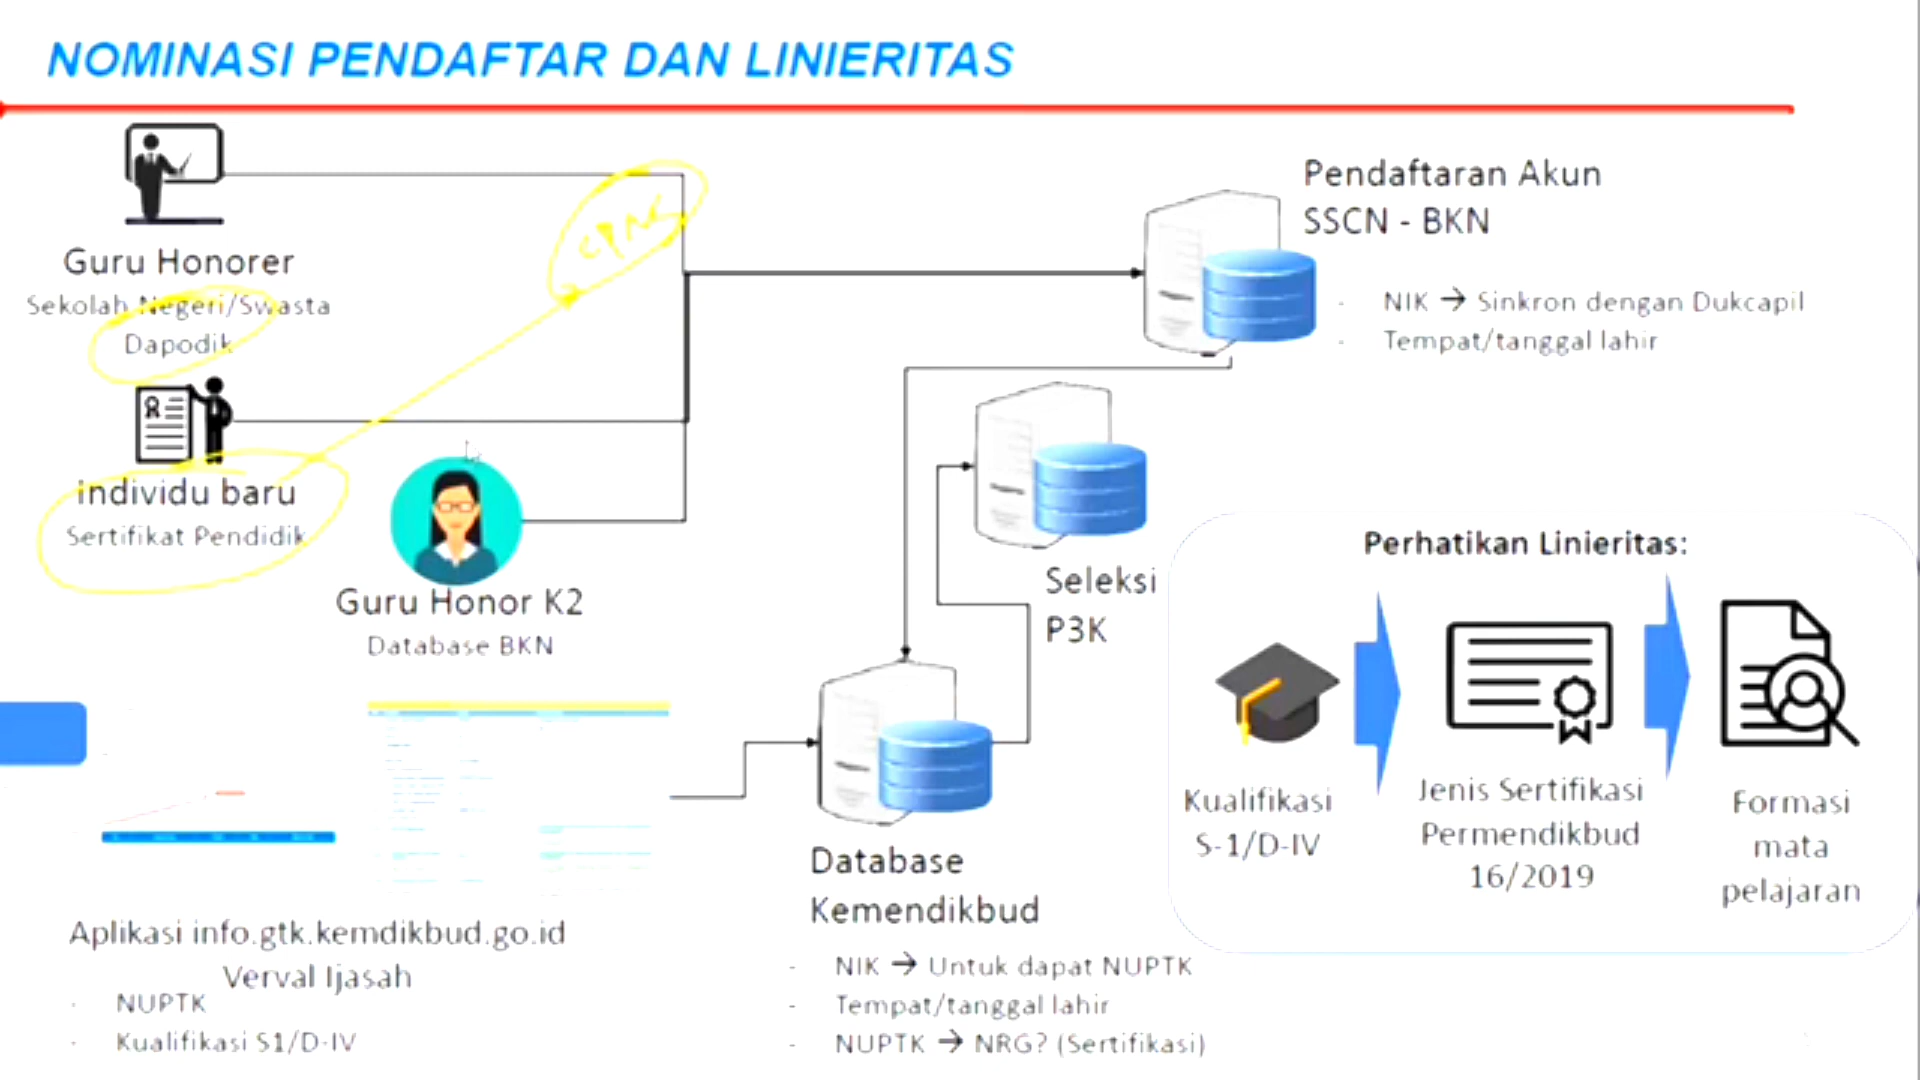 NOMINASI PENDAFTAR DAN LINIERITAS
Guru Honorer
Sekolah Negeri/Swasta
Dapodik
CPNS
individu baru
Sertifikat Pendidik
Guru Honor K2
Database BKN
Pendaftaran Akun
SSCN - BKN
- NIK → Sinkron dengan Dukcapil
- Tempat/tanggal lahir
Seleksi
P3K
Database
Kemendikbud
- NIK → Untuk dapat NUPTK
- Tempat/tanggal lahir
- NUPTK → NRG? (Sertifikasi)
Aplikasi info.gtk.kemdikbud.go.id
Verval Ijasah
- NUPTK
- Kualifikasi S1/D-IV
Perhatikan Linieritas:
Kualifikasi
S-1/D-IV
Jenis Sertifikasi
Permendikbud
16/2019
Formasi
mata
pelajaran